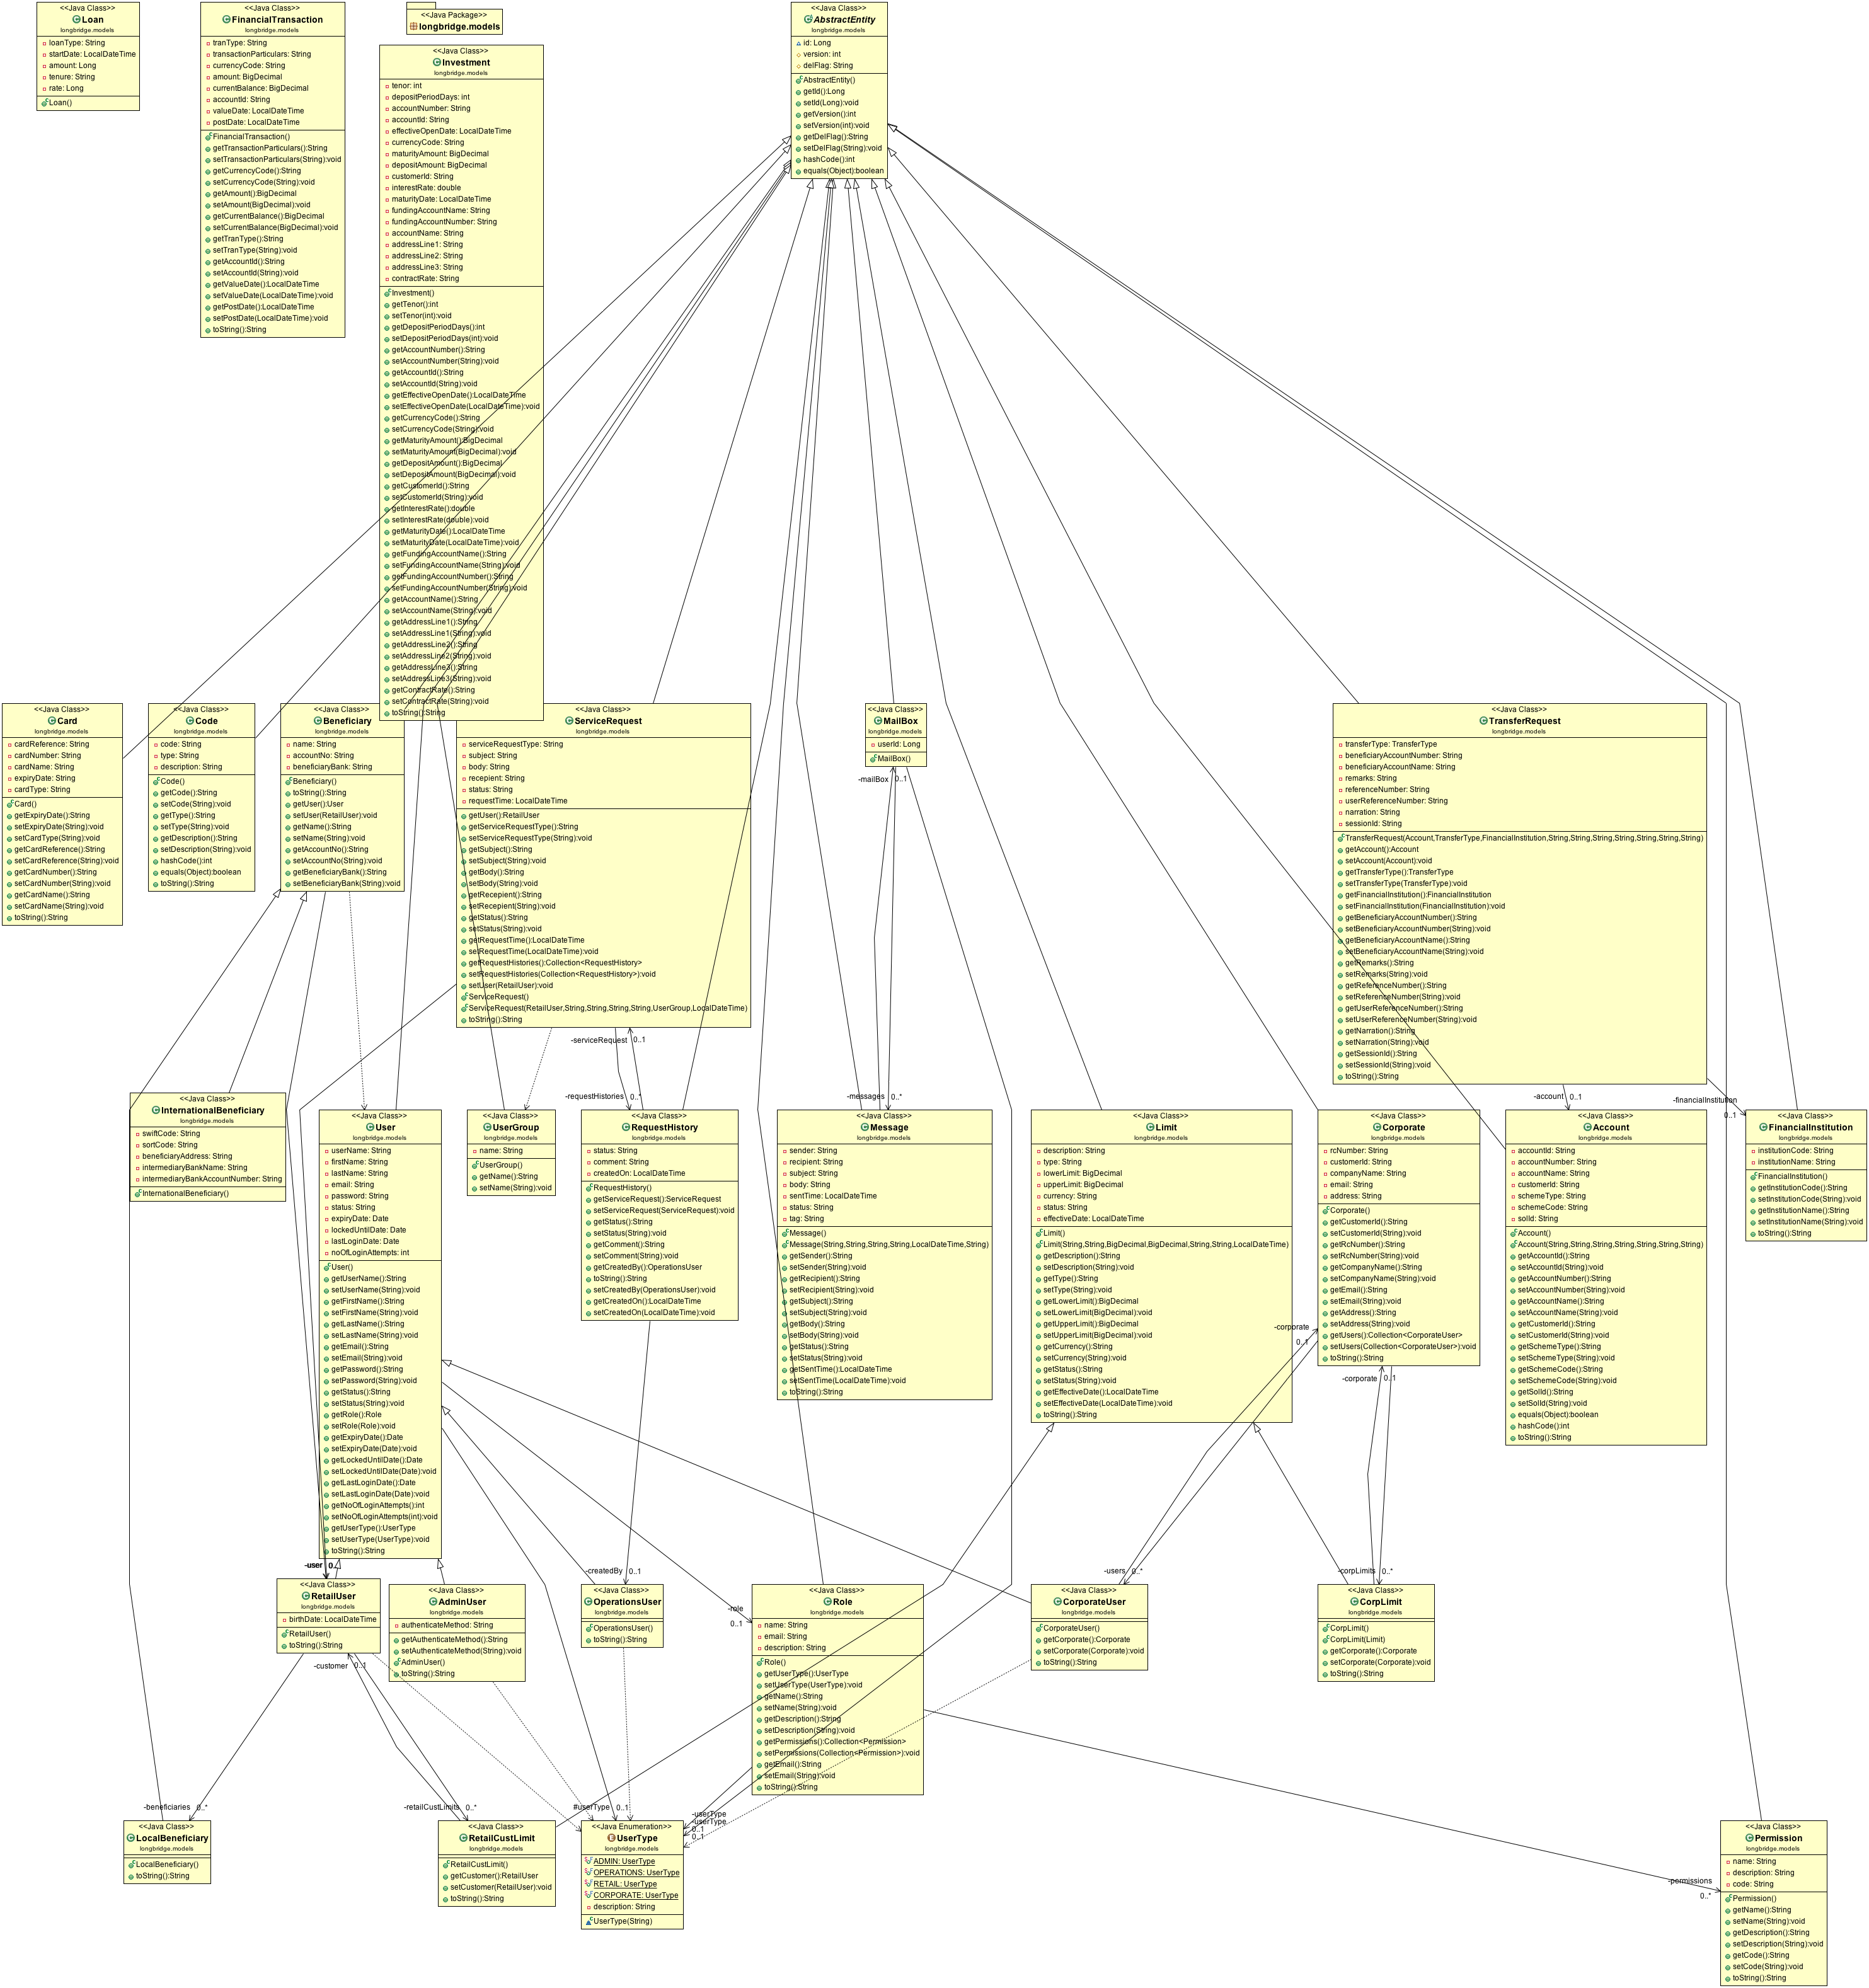 <<Java Class>>
Loan
longbridge.models
loanType: String
startDate: LocalDateTime
amount: Long
tenure: String
rate: Long
Loan()
<<Java Class>>
FinancialTransaction
longbridge.models
tranType: String
transactionParticulars: String
currencyCode: String
amount: BigDecimal
currentBalance: BigDecimal
accountId: String
valueDate: LocalDateTime
postDate: LocalDateTime
FinancialTransaction()
getTransactionParticulars():String
setTransactionParticulars(String):void
getCurrencyCode():String
setCurrencyCode(String):void
getAmount():BigDecimal
setAmount(BigDecimal):void
getCurrentBalance():BigDecimal
setCurrentBalance(BigDecimal):void
getTranType():String
setTranType(String):void
getAccountId():String
setAccountId(String):void
getValueDate():LocalDateTime
setValueDate(LocalDateTime):void
getPostDate():LocalDateTime
setPostDate(LocalDateTime):void
toString():String
<<Java Package>>
longbridge.models
<<Java Class>>
Investment
longbridge.models
tenor: int
depositPeriodDays: int
accountNumber: String
accountId: String
effectiveOpenDate: LocalDateTime
currencyCode: String
maturityAmount: BigDecimal
depositAmount: BigDecimal
customerId: String
interestRate: double
maturityDate: LocalDateTime
fundingAccountName: String
fundingAccountNumber: String
accountName: String
addressLine1: String
addressLine2: String
addressLine3: String
contractRate: String
Investment()
getTenor():int
setTenor(int):void
getDepositPeriodDays():int
setDepositPeriodDays(int):void
getAccountNumber():String
setAccountNumber(String):void
getAccountId():String
setAccountId(String):void
getEffectiveOpenDate():LocalDateTime
setEffectiveOpenDate(LocalDateTime):void
getCurrencyCode():String
setCurrencyCode(String):void
getMaturityAmount():BigDecimal
setMaturityAmount(BigDecimal):void
getDepositAmount():BigDecimal
setDepositAmount(BigDecimal):void
getCustomerId():String
setCustomerId(String):void
getInterestRate():double
setInterestRate(double):void
getMaturityDate():LocalDateTime
setMaturityDate(LocalDateTime):void
getFundingAccountName():String
setFundingAccountName(String):void
getFundingAccountNumber():String
setFundingAccountNumber(String):void
getAccountName():String
setAccountName(String):void
getAddressLine1():String
setAddressLine1(String):void
getAddressLine2():String
setAddressLine2(String):void
getAddressLine3():String
setAddressLine3(String):void
getContractRate():String
setContractRate(String):void
toString():String
<<Java Class>>
AbstractEntity
longbridge.models
id: Long
version: int
delFlag: String
AbstractEntity()
getId():Long
setId(Long):void
getVersion():int
setVersion(int):void
getDelFlag():String
setDelFlag(String):void
hashCode():int
equals(Object):boolean
<<Java Class>>
Card
longbridge.models
cardReference: String
cardNumber: String
cardName: String
expiryDate: String
cardType: String
Card()
getExpiryDate():String
setExpiryDate(String):void
setCardType(String):void
getCardReference():String
setCardReference(String):void
getCardNumber():String
setCardNumber(String):void
getCardName():String
setCardName(String):void
toString():String
<<Java Class>>
Code
longbridge.models
code: String
type: String
description: String
Code()
getCode():String
setCode(String):void
getType():String
setType(String):void
getDescription():String
setDescription(String):void
hashCode():int
equals(Object):boolean
toString():String
<<Java Class>>
Beneficiary
longbridge.models
name: String
accountNo: String
beneficiaryBank: String
Beneficiary()
toString():String
getUser():User
setUser(RetailUser):void
getName():String
setName(String):void
getAccountNo():String
setAccountNo(String):void
getBeneficiaryBank():String
setBeneficiaryBank(String):void
<<Java Class>>
ServiceRequest
longbridge.models
serviceRequestType: String
subject: String
body: String
recepient: String
status: String
requestTime: LocalDateTime
getUser():RetailUser
getServiceRequestType():String
setServiceRequestType(String):void
getSubject():String
setSubject(String):void
getBody():String
setBody(String):void
getRecepient():String
setRecepient(String):void
getStatus():String
setStatus(String):void
getRequestTime():LocalDateTime
setRequestTime(LocalDateTime):void
getRequestHistories():Collection<RequestHistory>
setRequestHistories(Collection<RequestHistory>):void
setUser(RetailUser):void
ServiceRequest()
ServiceRequest(RetailUser,String,String,String,String,UserGroup,LocalDateTime)
toString():String
<<Java Class>>
MailBox
longbridge.models
userId: Long
MailBox()
-mailBox 0..1
<<Java Class>>
TransferRequest
longbridge.models
transferType: TransferType
beneficiaryAccountNumber: String
beneficiaryAccountName: String
remarks: String
referenceNumber: String
userReferenceNumber: String
narration: String
sessionId: String
TransferRequest(Account,TransferType,FinancialInstitution,String,String,String,String,String,String,String)
getAccount():Account
setAccount(Account):void
getTransferType():TransferType
setTransferType(TransferType):void
getFinancialInstitution():FinancialInstitution
setFinancialInstitution(FinancialInstitution):void
getBeneficiaryAccountNumber():String
setBeneficiaryAccountNumber(String):void
getBeneficiaryAccountName():String
setBeneficiaryAccountName(String):void
getRemarks():String
setRemarks(String):void
getReferenceNumber():String
setReferenceNumber(String):void
getUserReferenceNumber():String
setUserReferenceNumber(String):void
getNarration():String
setNarration(String):void
getSessionId():String
setSessionId(String):void
toString():String
-serviceRequest 0..1
-requestHistories 0..*
-messages 0..*
-account 0..1
-financialInstitution
0..1
<<Java Class>>
InternationalBeneficiary
longbridge.models
swiftCode: String
sortCode: String
beneficiaryAddress: String
intermediaryBankName: String
intermediaryBankAccountNumber: String
InternationalBeneficiary()
<<Java Class>>
User
longbridge.models
userName: String
firstName: String
lastName: String
email: String
password: String
status: String
expiryDate: Date
lockedUntilDate: Date
lastLoginDate: Date
noOfLoginAttempts: int
User()
getUserName():String
setUserName(String):void
getFirstName():String
setFirstName(String):void
getLastName():String
setLastName(String):void
getEmail():String
setEmail(String):void
getPassword():String
setPassword(String):void
getStatus():String
setStatus(String):void
getRole():Role
setRole(Role):void
getExpiryDate():Date
setExpiryDate(Date):void
getLockedUntilDate():Date
setLockedUntilDate(Date):void
getLastLoginDate():Date
setLastLoginDate(Date):void
getNoOfLoginAttempts():int
setNoOfLoginAttempts(int):void
getUserType():UserType
setUserType(UserType):void
toString():String
<<Java Class>>
UserGroup
longbridge.models
name: String
UserGroup()
getName():String
setName(String):void
<<Java Class>>
RequestHistory
longbridge.models
status: String
comment: String
createdOn: LocalDateTime
RequestHistory()
getServiceRequest():ServiceRequest
setServiceRequest(ServiceRequest):void
getStatus():String
setStatus(String):void
getComment():String
setComment(String):void
getCreatedBy():OperationsUser
toString():String
setCreatedBy(OperationsUser):void
getCreatedOn():LocalDateTime
setCreatedOn(LocalDateTime):void
<<Java Class>>
Message
longbridge.models
sender: String
recipient: String
subject: String
body: String
sentTime: LocalDateTime
status: String
tag: String
Message()
Message(String,String,String,String,LocalDateTime,String)
getSender():String
setSender(String):void
getRecipient():String
setRecipient(String):void
getSubject():String
setSubject(String):void
getBody():String
setBody(String):void
getStatus():String
setStatus(String):void
getSentTime():LocalDateTime
setSentTime(LocalDateTime):void
toString():String
<<Java Class>>
Limit
longbridge.models
description: String
type: String
lowerLimit: BigDecimal
upperLimit: BigDecimal
currency: String
status: String
effectiveDate: LocalDateTime
Limit()
Limit(String,String,BigDecimal,BigDecimal,String,String,LocalDateTime)
getDescription():String
setDescription(String):void
getType():String
setType(String):void
getLowerLimit():BigDecimal
setLowerLimit(BigDecimal):void
getUpperLimit():BigDecimal
setUpperLimit(BigDecimal):void
getCurrency():String
setCurrency(String):void
getStatus():String
setStatus(String):void
getEffectiveDate():LocalDateTime
setEffectiveDate(LocalDateTime):void
toString():String
<<Java Class>>
Corporate
longbridge.models
rcNumber: String
customerId: String
companyName: String
email: String
address: String
Corporate()
getCustomerId():String
setCustomerId(String):void
getRcNumber():String
setRcNumber(String):void
getCompanyName():String
setCompanyName(String):void
getEmail():String
setEmail(String):void
getAddress():String
setAddress(String):void
getUsers():Collection<CorporateUser>
setUsers(Collection<CorporateUser>):void
toString():String
-corporate
0..1
-corporate 0..1
<<Java Class>>
Account
longbridge.models
accountId: String
accountNumber: String
accountName: String
customerId: String
schemeType: String
schemeCode: String
solId: String
Account()
Account(String,String,String,String,String,String,String)
getAccountId():String
setAccountId(String):void
getAccountNumber():String
setAccountNumber(String):void
getAccountName():String
setAccountName(String):void
getCustomerId():String
setCustomerId(String):void
getSchemeType():String
setSchemeType(String):void
getSchemeCode():String
setSchemeCode(String):void
getSolId():String
setSolId(String):void
equals(Object):boolean
hashCode():int
toString():String
<<Java Class>>
FinancialInstitution
longbridge.models
institutionCode: String
institutionName: String
FinancialInstitution()
getInstitutionCode():String
setInstitutionCode(String):void
getInstitutionName():String
setInstitutionName(String):void
toString():String
-user
-createdBy 0..1
-role
0..1
-users 0..*
-corpLimits 0..*
<<Java Class>>
RetailUser
longbridge.models
birthDate: LocalDateTime
RetailUser()
toString():String
-customer 0..1
<<Java Class>>
AdminUser
longbridge.models
authenticateMethod: String
getAuthenticateMethod():String
setAuthenticateMethod(String):void
AdminUser()
toString():String
<<Java Class>>
OperationsUser
longbridge.models
OperationsUser()
toString():String
<<Java Class>>
Role
longbridge.models
name: String
email: String
description: String
Role()
getUserType():UserType
setUserType(UserType):void
getName():String
setName(String):void
getDescription():String
setDescription(String):void
getPermissions():Collection<Permission>
setPermissions(Collection<Permission>):void
getEmail():String
setEmail(String):void
toString():String
<<Java Class>>
CorporateUser
longbridge.models
CorporateUser()
getCorporate():Corporate
setCorporate(Corporate):void
toString():String
<<Java Class>>
CorpLimit
longbridge.models
CorpLimit()
CorpLimit(Limit)
getCorporate():Corporate
setCorporate(Corporate):void
toString():String
-beneficiaries 0..*
-retailCustLimits 0..*
#userType 0..1
-userType
-userType
0..1
0..1
<<Java Class>>
LocalBeneficiary
longbridge.models
LocalBeneficiary()
toString():String
<<Java Class>>
RetailCustLimit
longbridge.models
RetailCustLimit()
getCustomer():RetailUser
setCustomer(RetailUser):void
toString():String
<<Java Enumeration>>
UserType
longbridge.models
ADMIN: UserType
OPERATIONS: UserType
RETAIL: UserType
CORPORATE: UserType
description: String
UserType(String)
-permissions
0..*
<<Java Class>>
Permission
longbridge.models
name: String
description: String
code: String
Permission()
getName():String
setName(String):void
getDescription():String
setDescription(String):void
getCode():String
setCode(String):void
toString():String